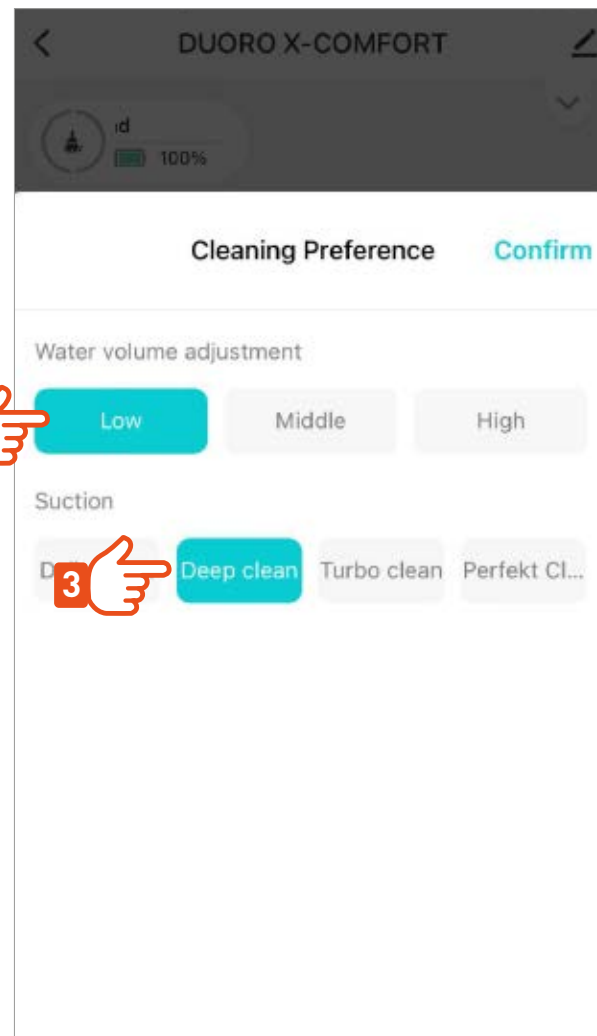 DUORO X-COMFORT
100%
Cleaning Preference Confirm
Water volume adjustment
Low Middle High
Suction
3 Deep clean Turbo clean Perfekt Cl...